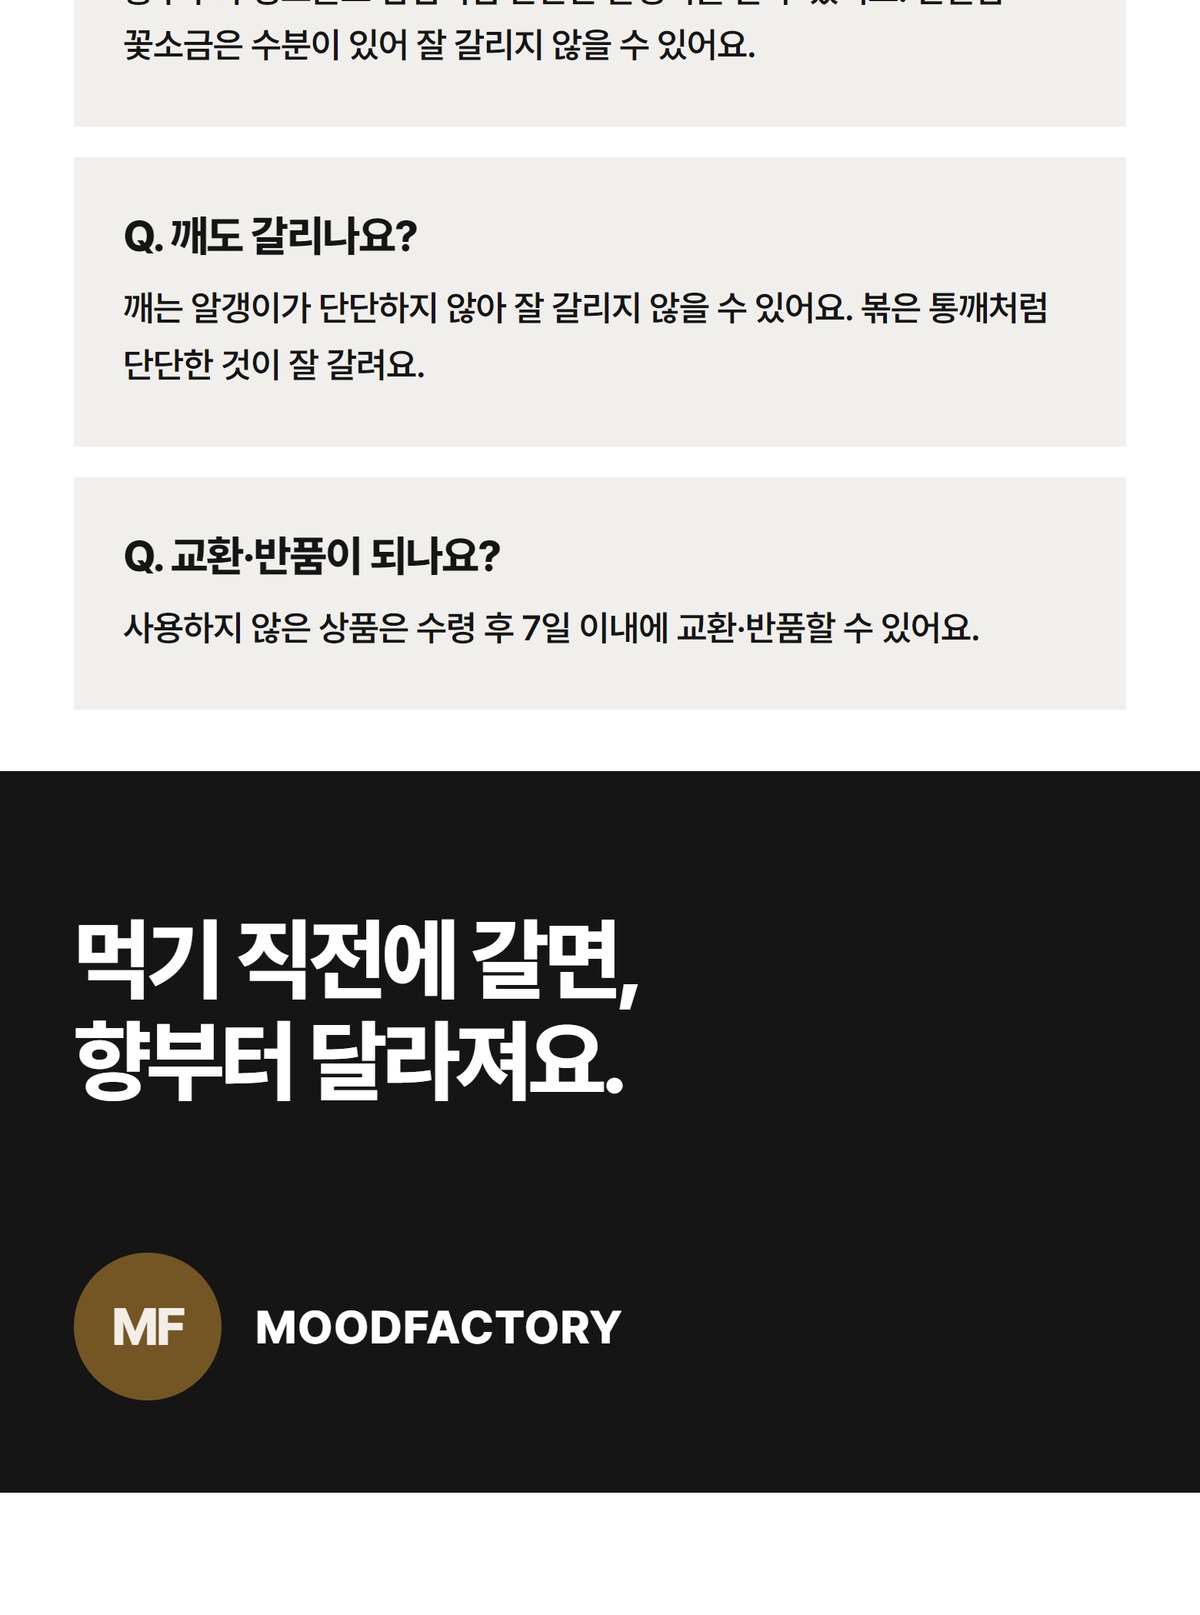 꽃소금은 수분이 있어 잘 갈리지 않을 수 있어요.
Q. 깨도 갈리나요?
깨는 알갱이가 단단하지 않아 잘 갈리지 않을 수 있어요. 볶은 통깨처럼
단단한 것이 잘 갈려요.
Q. 교환·반품이 되나요?
사용하지 않은 상품은 수령 후 7일 이내에 교환·반품할 수 있어요.
먹기 직전에 갈면,
향부터 달라져요.
MF
MOODFACTORY